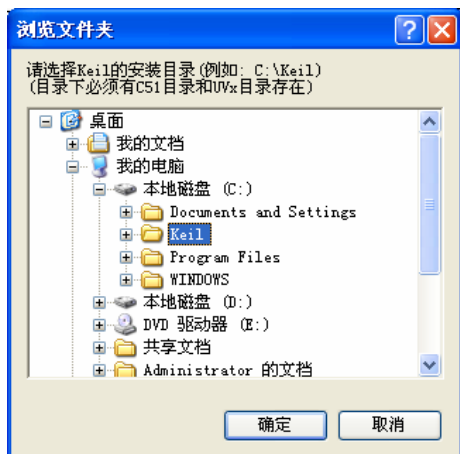 浏览文件夹
请选择Keil的安装目录(例如: C:\Keil)
(目录下必须有C51目录和UVx目录存在)
桌面
我的文档
我的电脑
本地磁盘 (C:)
Documents and Settings
Keil
Program Files
WINDOWS
本地磁盘 (D:)
DVD 驱动器 (E:)
共享文档
Administrator 的文档
确定 取消